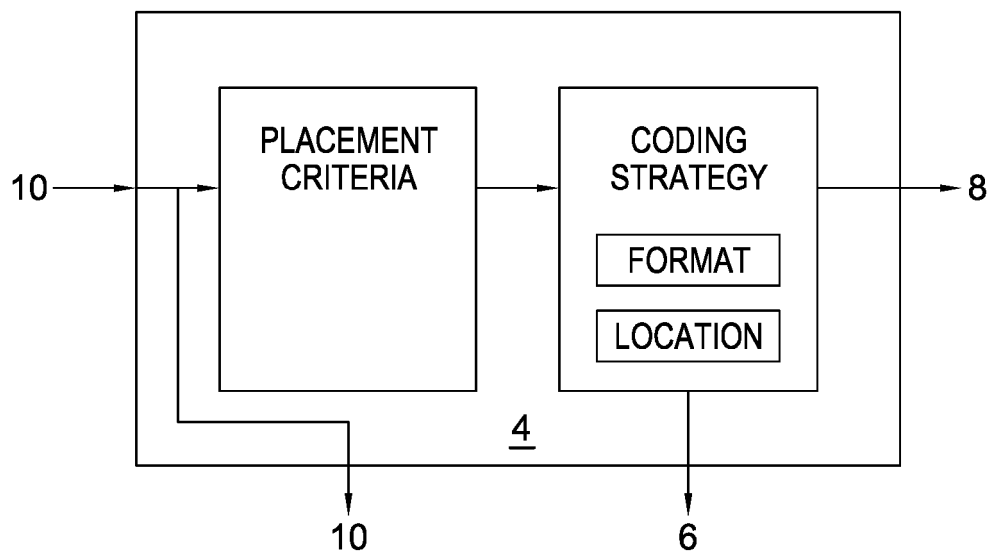 PLACEMENT
CRITERIA
CODING
STRATEGY
10
8
FORMAT
LOCATION
4
10
6